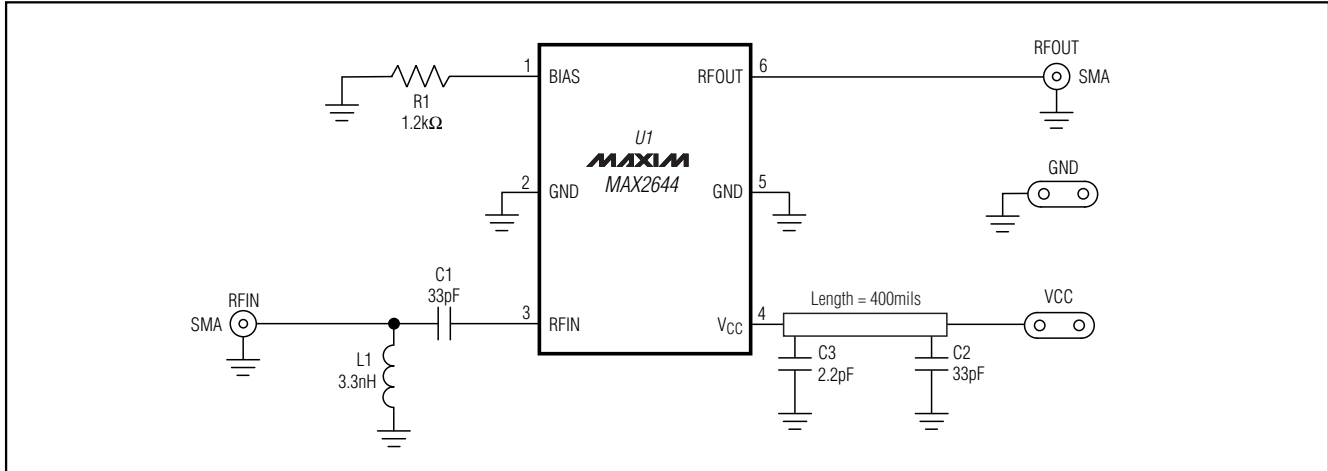 RFOUT
SMA
1
BIAS
RFOUT
6
R1
1.2kΩ
U1
MAXIM
MAX2644
GND
2
GND
GND
5
C1
33pF
Length = 400mils
VCC
RFIN
SMA
3
RFIN
VCC
4
L1
3.3nH
C3
2.2pF
C2
33pF